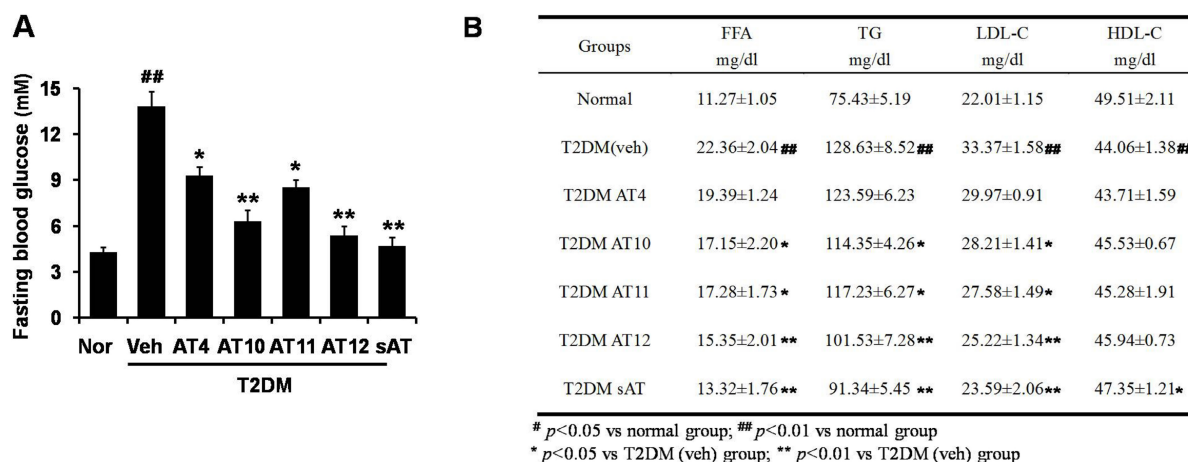 A
Fasting blood glucose (mM)
15
12
9
6
3
0
##
*
**
*
**
**
Nor Veh AT4 AT10 AT11 AT12 sAT
T2DM
B
Groups FFA TG LDL-C HDL-C
mg/dl mg/dl mg/dl mg/dl
Normal 11.27±1.05 75.43±5.19 22.01±1.15 49.51±2.11
T2DM(veh) 22.36±2.04 ## 128.63±8.52 ## 33.37±1.58 ## 44.06±1.38 ##
T2DM AT4 19.39±1.24 123.59±6.23 29.97±0.91 43.71±1.59
T2DM AT10 17.15±2.20 * 114.35±4.26 * 28.21±1.41 * 45.53±0.67
T2DM AT11 17.28±1.73 * 117.23±6.27 * 27.58±1.49 * 45.28±1.91
T2DM AT12 15.35±2.01 ** 101.53±7.28 ** 25.22±1.34 ** 45.94±0.73
T2DM sAT 13.32±1.76 ** 91.34±5.45 ** 23.59±2.06 ** 47.35±1.21 *
# p<0.05 vs normal group; ## p<0.01 vs normal group
* p<0.05 vs T2DM (veh) group; ** p<0.01 vs T2DM (veh) group